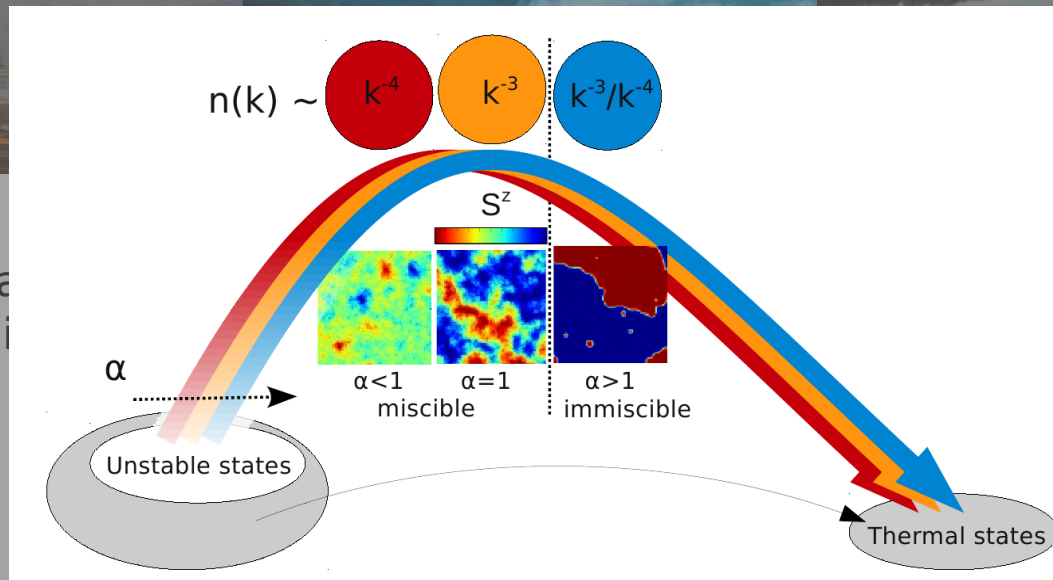 n(k) ~ k⁻⁴ k⁻³ k⁻³/k⁻⁴
Sᶻ
α
α<1 α=1 α>1
miscible immiscible
Unstable states
Thermal states